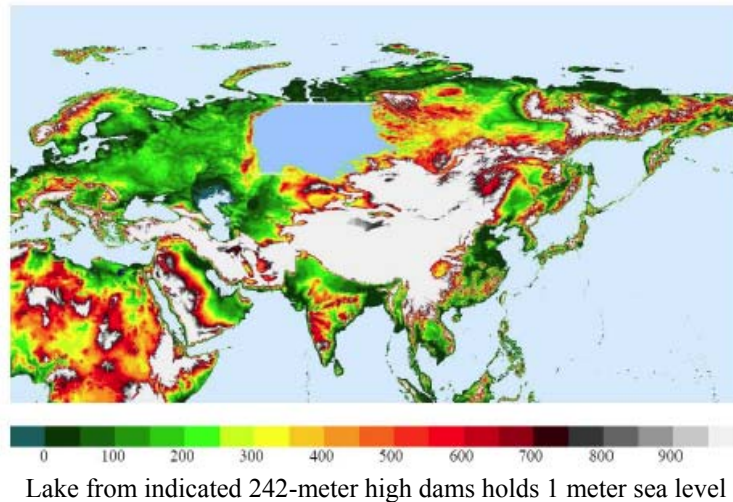 0 100 200 300 400 500 600 700 800 900
Lake from indicated 242-meter high dams holds 1 meter sea level